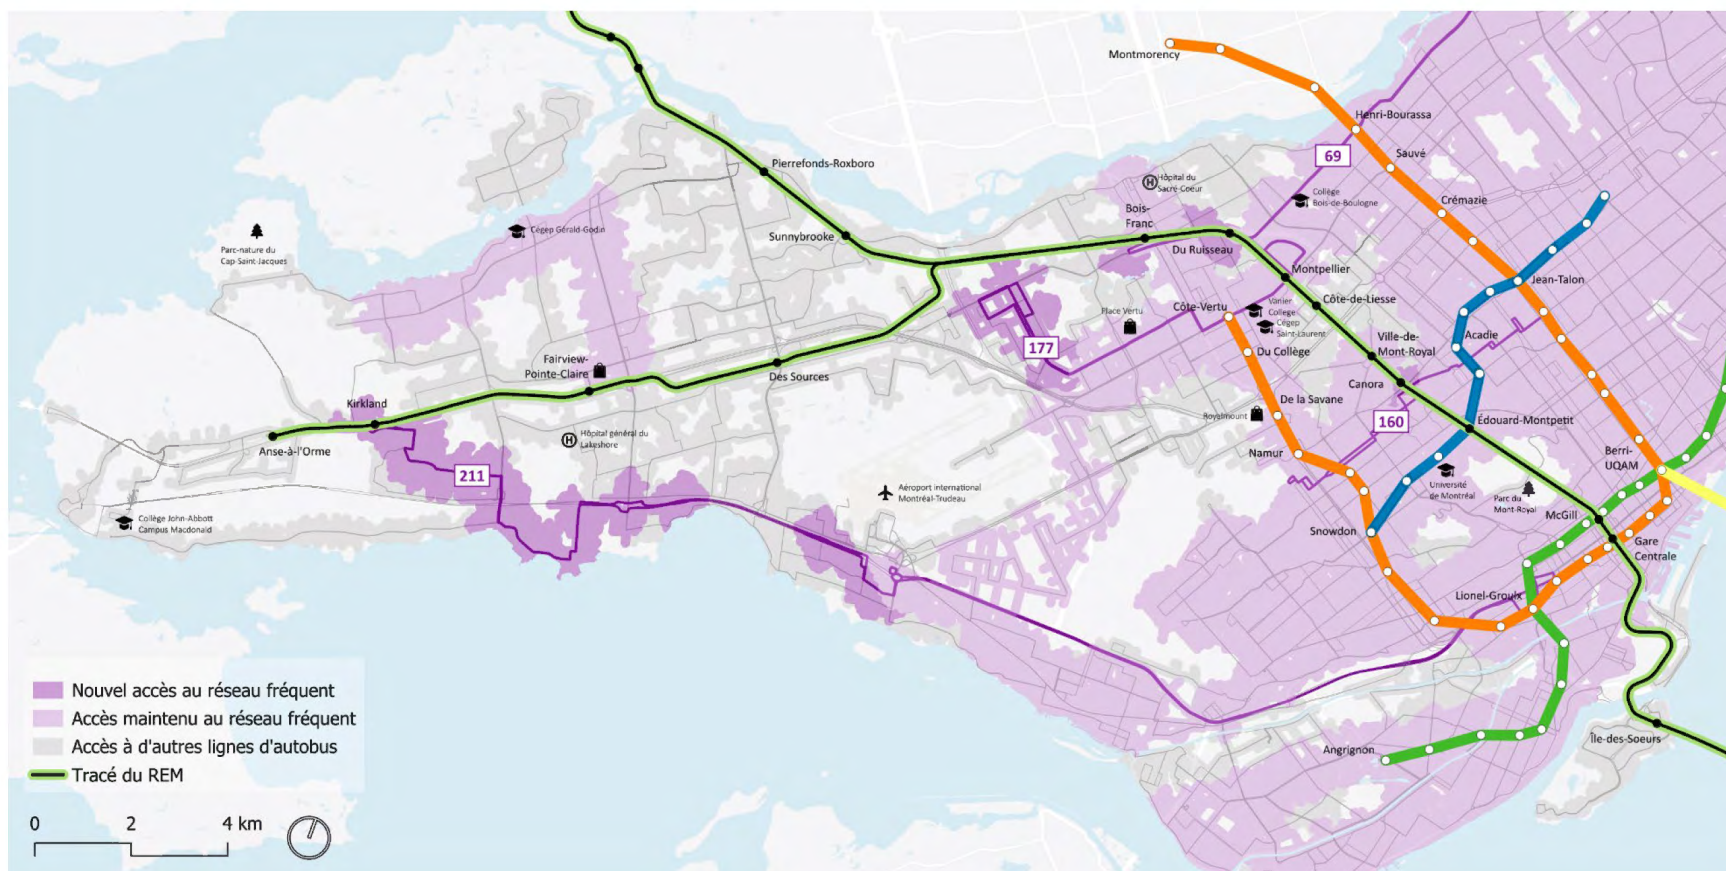 Montmorency
Henri-Bourassa
69
Sauvé
Pierrefonds-Roxboro
Hôpital du
Sacré-Coeur
Collège
Bois-de-Boulogne
Crémazie
Bois-
Franc
Cégep Gérald-Godin
Sunnybrooke
Du Ruisseau
Parc-nature du
Cap-Saint-Jacques
Montpellier
Jean-Talon
Côte-Vertu
Vanier
College
Cégep
Saint-Laurent
Côte-de-Liesse
Place Vertu
Acadie
Ville-de-
Mont-Royal
177
Du Collège
Fairview-
Pointe-Claire
Des Sources
Canora
Kirkland
De la Savane
Royalmount
160
Édouard-Montpetit
Anse-à-l'Orme
Hôpital général du
Lakeshore
Namur
Berri-
UQAM
211
Université
de Montréal
Aéroport international
Montréal-Trudeau
Parc du
Mont-Royal
McGill
Collège John-Abbott
Campus Macdonald
Snowdon
Gare
Centrale
Lionel-Groulx
Nouvel accès au réseau fréquent
Accès maintenu au réseau fréquent
Accès à d'autres lignes d'autobus
Tracé du REM
Angrignon
Île-des-Soeurs
0 2 4 km